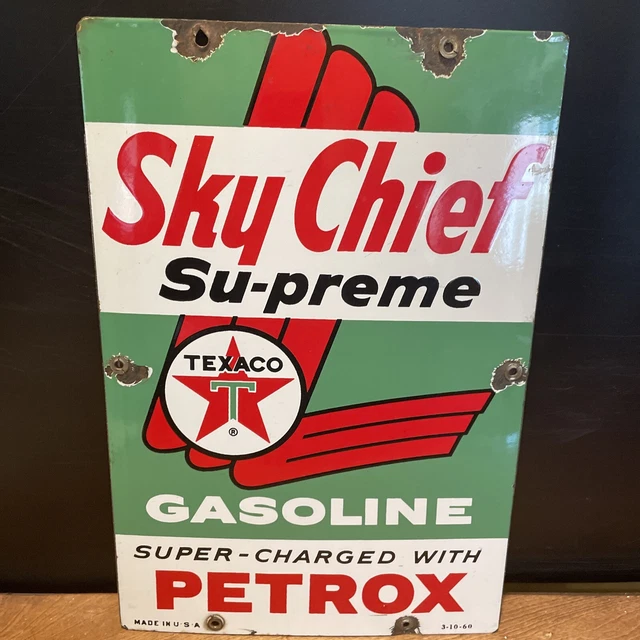 Sky Chief
Su-preme
TEXACO
T
®
GASOLINE
SUPER-CHARGED WITH
PETROX
MADE IN U·S·A 3-10-60